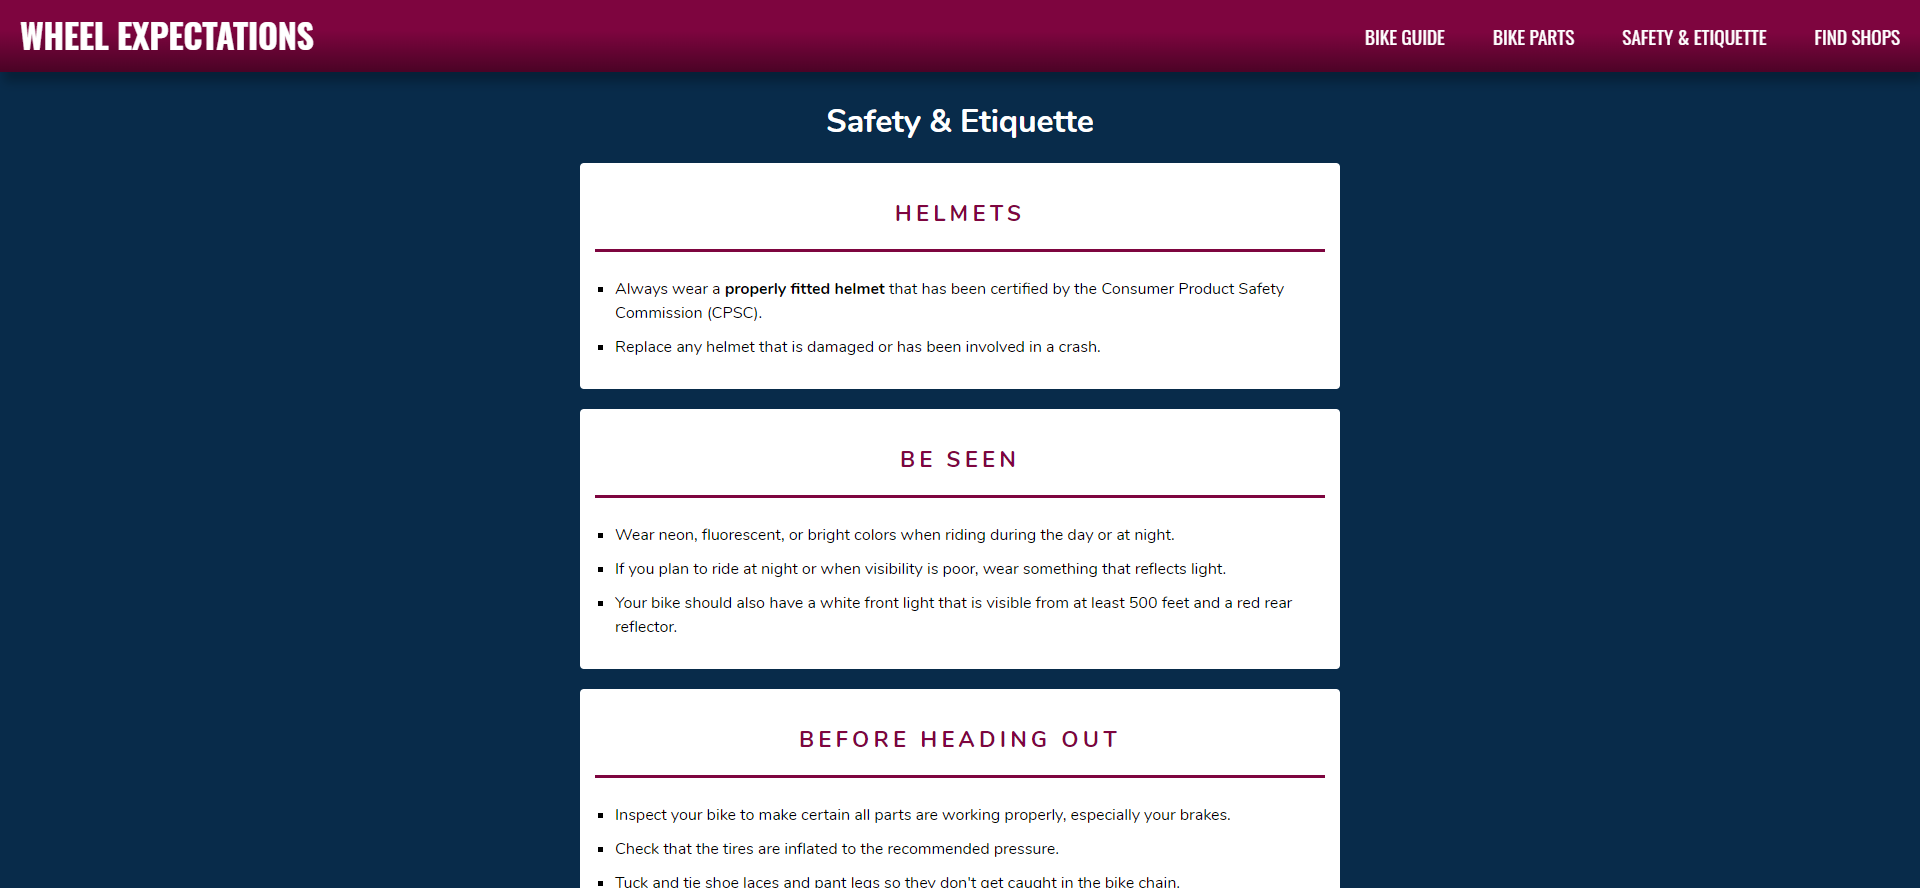 WHEEL EXPECTATIONS
BIKE GUIDE
BIKE PARTS
SAFETY & ETIQUETTE
FIND SHOPS
Safety & Etiquette
HELMETS
Always wear a properly fitted helmet that has been certified by the Consumer Product Safety
Commission (CPSC).
Replace any helmet that is damaged or has been involved in a crash.
BE SEEN
Wear neon, fluorescent, or bright colors when riding during the day or at night.
If you plan to ride at night or when visibility is poor, wear something that reflects light.
Your bike should also have a white front light that is visible from at least 500 feet and a red rear
reflector.
BEFORE HEADING OUT
Inspect your bike to make certain all parts are working properly, especially your brakes.
Check that the tires are inflated to the recommended pressure.
Tuck and tie shoe laces and pant legs so they don't get caught in the bike chain.